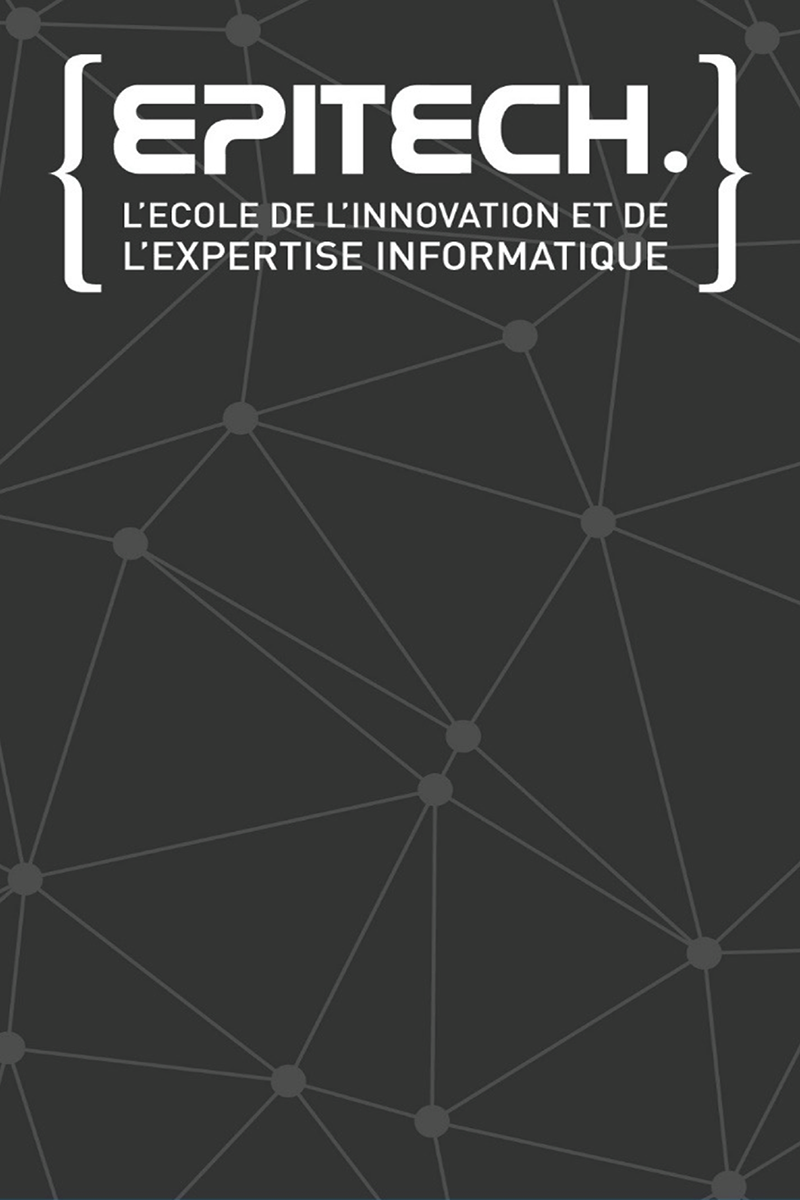 {EPITECH.}
L'ECOLE DE L'INNOVATION ET DE
L'EXPERTISE INFORMATIQUE